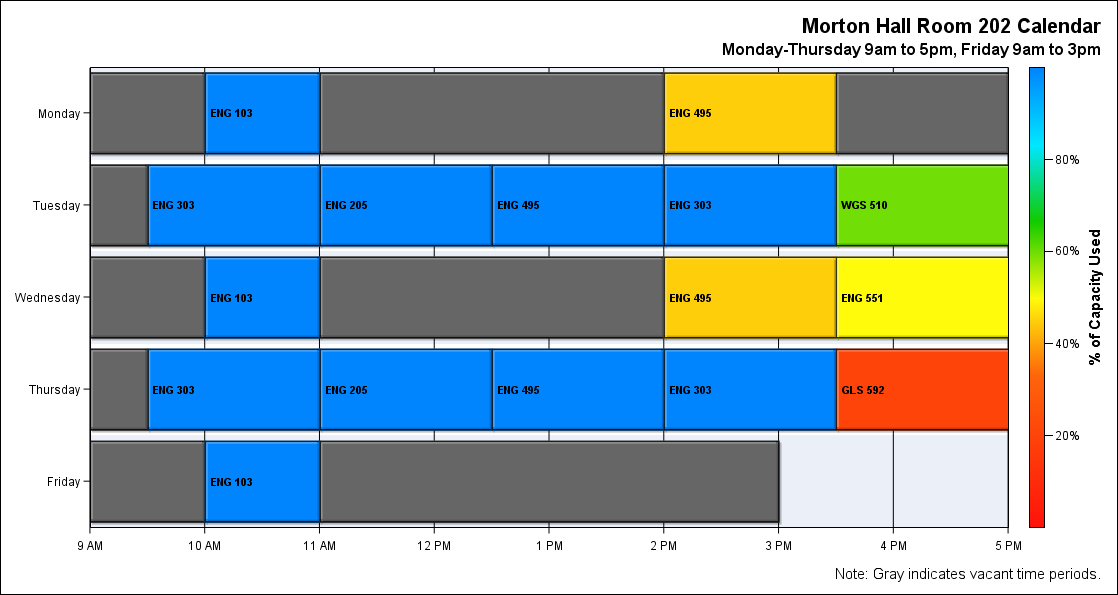 Morton Hall Room 202 Calendar
Monday-Thursday 9am to 5pm, Friday 9am to 3pm
Monday
ENG 103
ENG 495
Tuesday
ENG 303
ENG 205
ENG 495
ENG 303
WGS 510
Wednesday
ENG 103
ENG 495
ENG 551
Thursday
ENG 303
ENG 205
ENG 495
ENG 303
GLS 592
Friday
ENG 103
9 AM
10 AM
11 AM
12 PM
1 PM
2 PM
3 PM
4 PM
5 PM
80%
60%
40%
20%
% of Capacity Used
Note: Gray indicates vacant time periods.